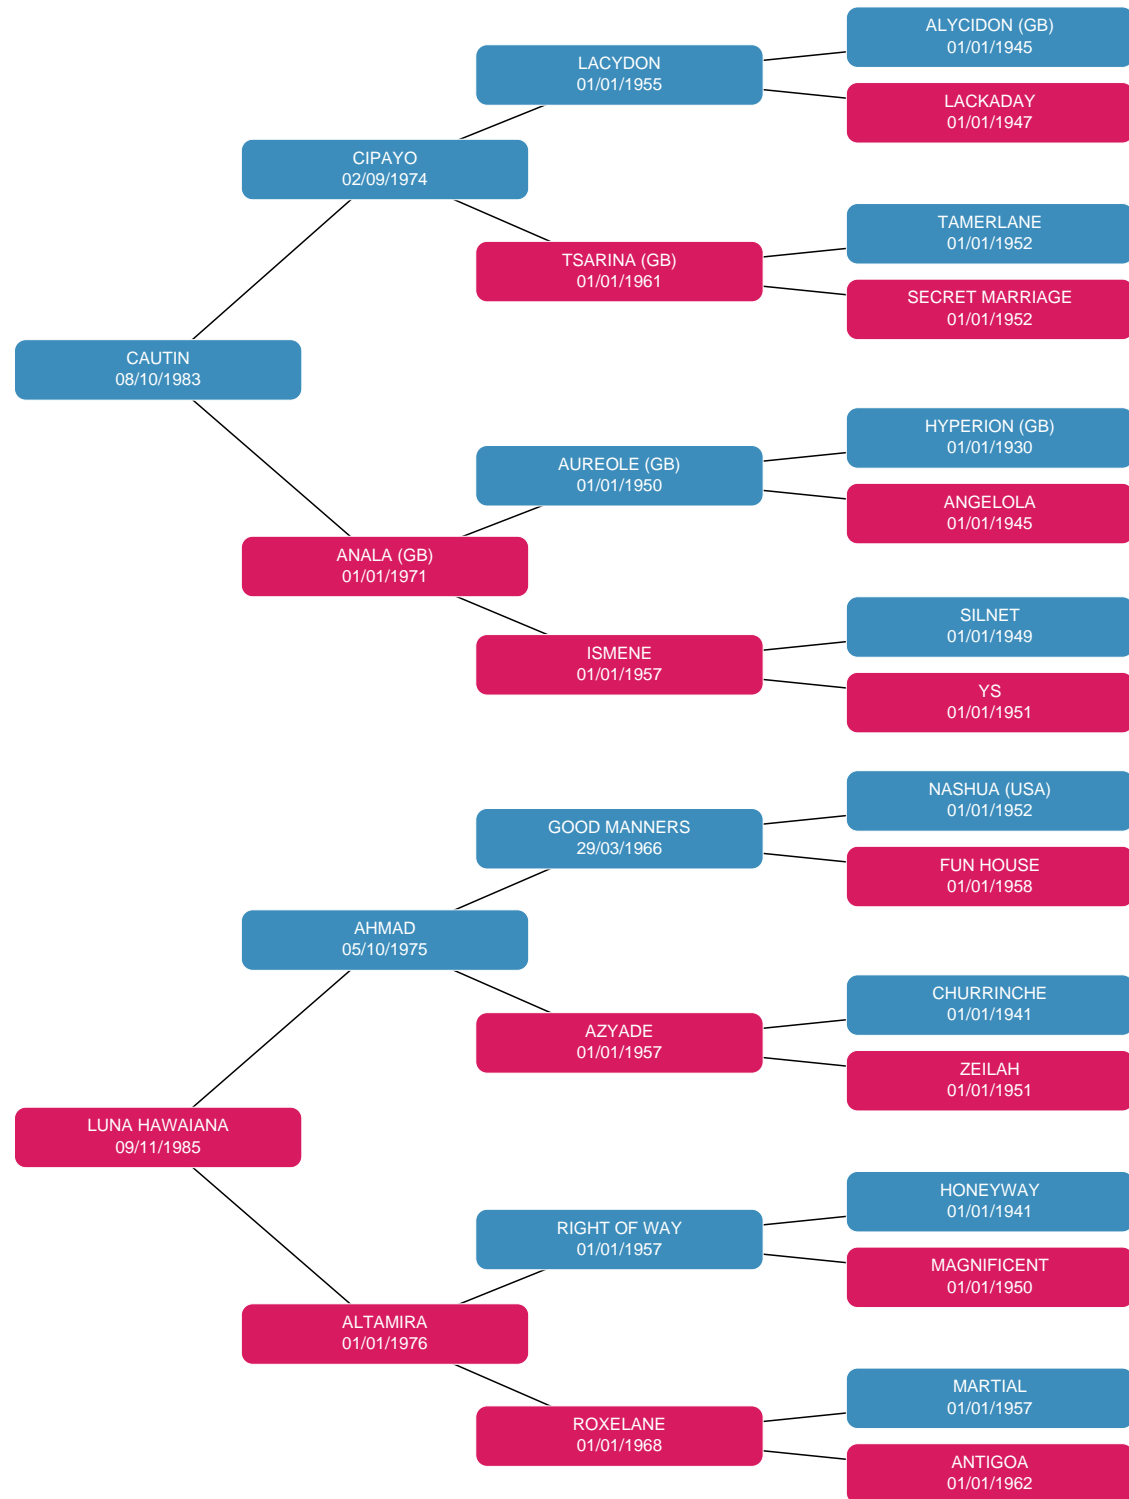 ALYCIDON (GB)
01/01/1945
LACYDON
01/01/1955
LACKADAY
01/01/1947
CIPAYO
02/09/1974
TAMERLANE
01/01/1952
TSARINA (GB)
01/01/1961
SECRET MARRIAGE
01/01/1952
CAUTIN
08/10/1983
HYPERION (GB)
01/01/1930
AUREOLE (GB)
01/01/1950
ANGELOLA
01/01/1945
ANALA (GB)
01/01/1971
SILNET
01/01/1949
ISMENE
01/01/1957
YS
01/01/1951
NASHUA (USA)
01/01/1952
GOOD MANNERS
29/03/1966
FUN HOUSE
01/01/1958
AHMAD
05/10/1975
CHURRINCHE
01/01/1941
AZYADE
01/01/1957
ZEILAH
01/01/1951
LUNA HAWAIANA
09/11/1985
HONEYWAY
01/01/1941
RIGHT OF WAY
01/01/1957
MAGNIFICENT
01/01/1950
ALTAMIRA
01/01/1976
MARTIAL
01/01/1957
ROXELANE
01/01/1968
ANTIGOA
01/01/1962